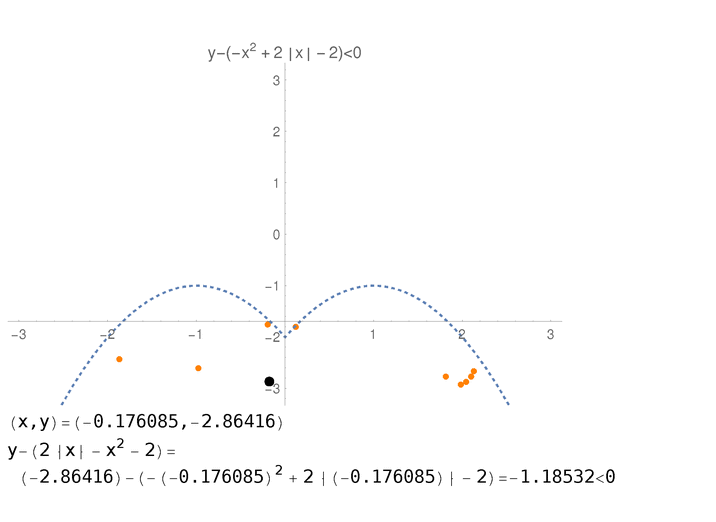 y−(−x² + 2 |x| − 2)<0
3
2
1
0
−1
−2
−3
−3 −2 −1 1 2 3
(x,y) = (−0.176085,−2.86416)
y−(2 |x| − x² − 2) =
(−2.86416) − (− (−0.176085)² + 2 | (−0.176085) | − 2) =−1.18532<0